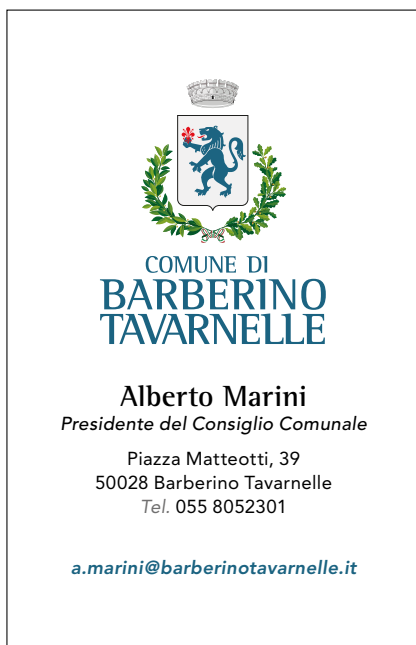 COMUNE DI
BARBERINO
TAVARNELLE
Alberto Marini
Presidente del Consiglio Comunale
Piazza Matteotti, 39
50028 Barberino Tavarnelle
Tel. 055 8052301
a.marini@barberinotavarnelle.it